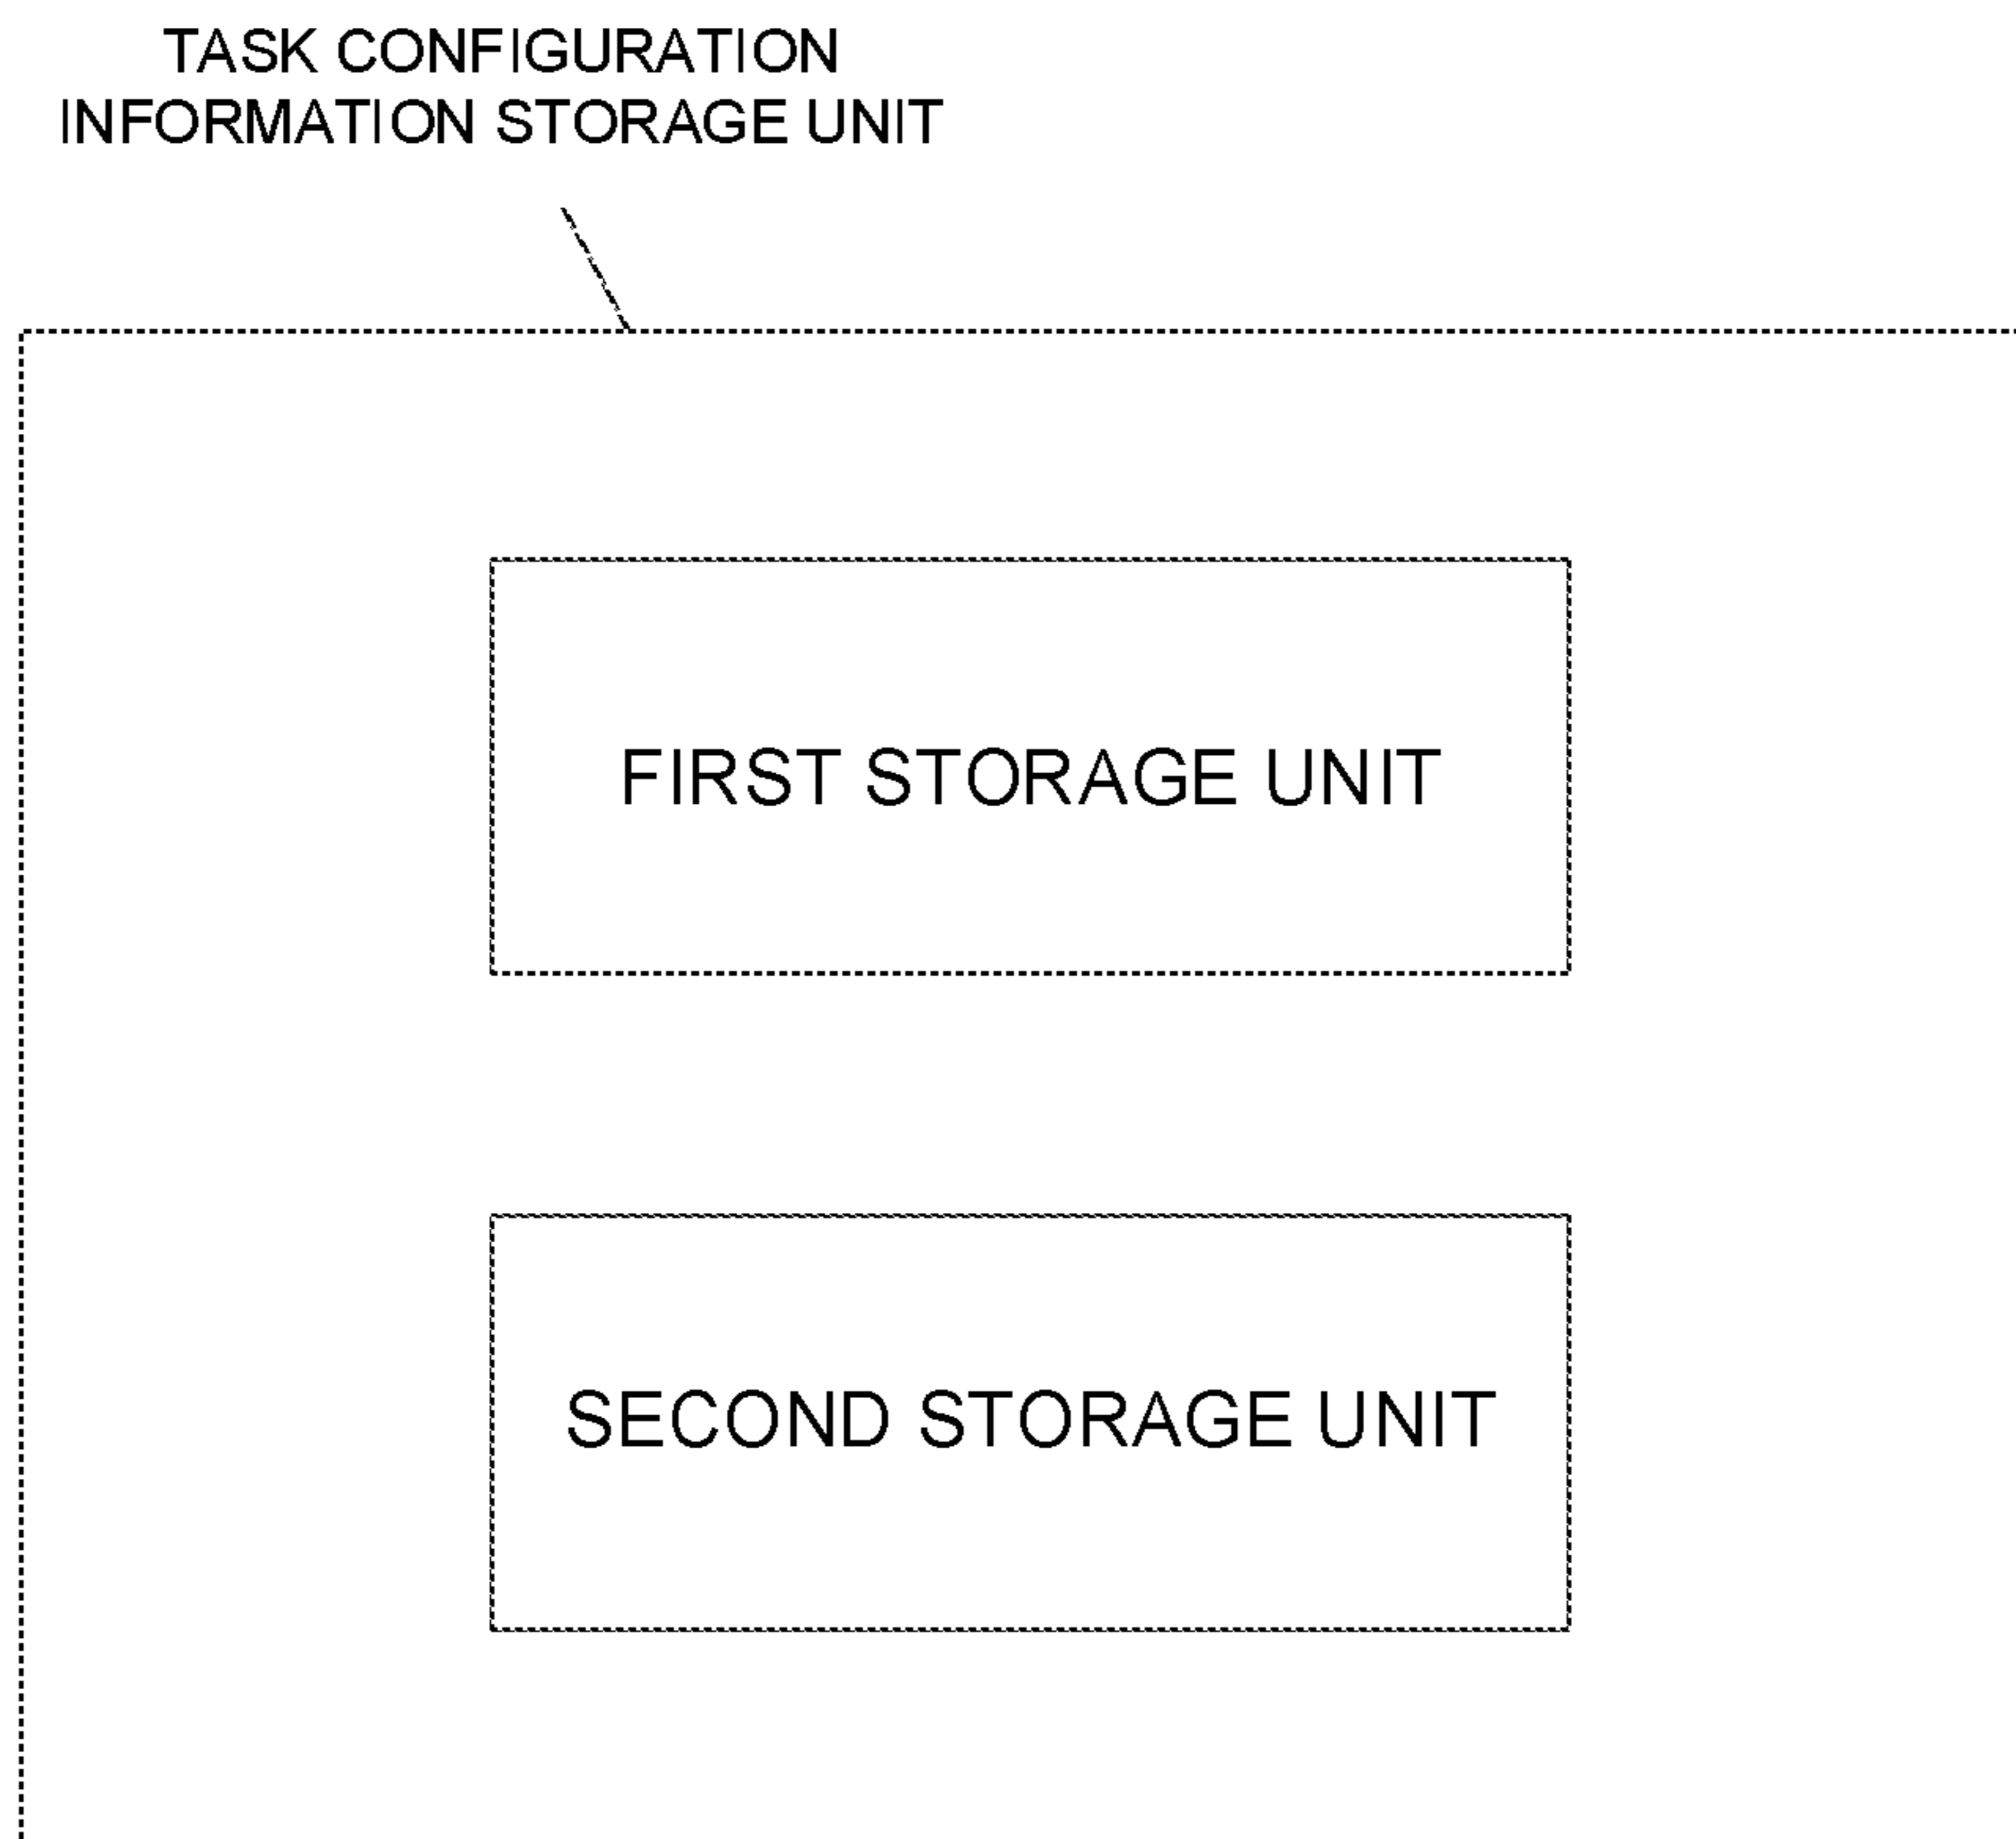 TASK CONFIGURATION
INFORMATION STORAGE UNIT
FIRST STORAGE UNIT
SECOND STORAGE UNIT